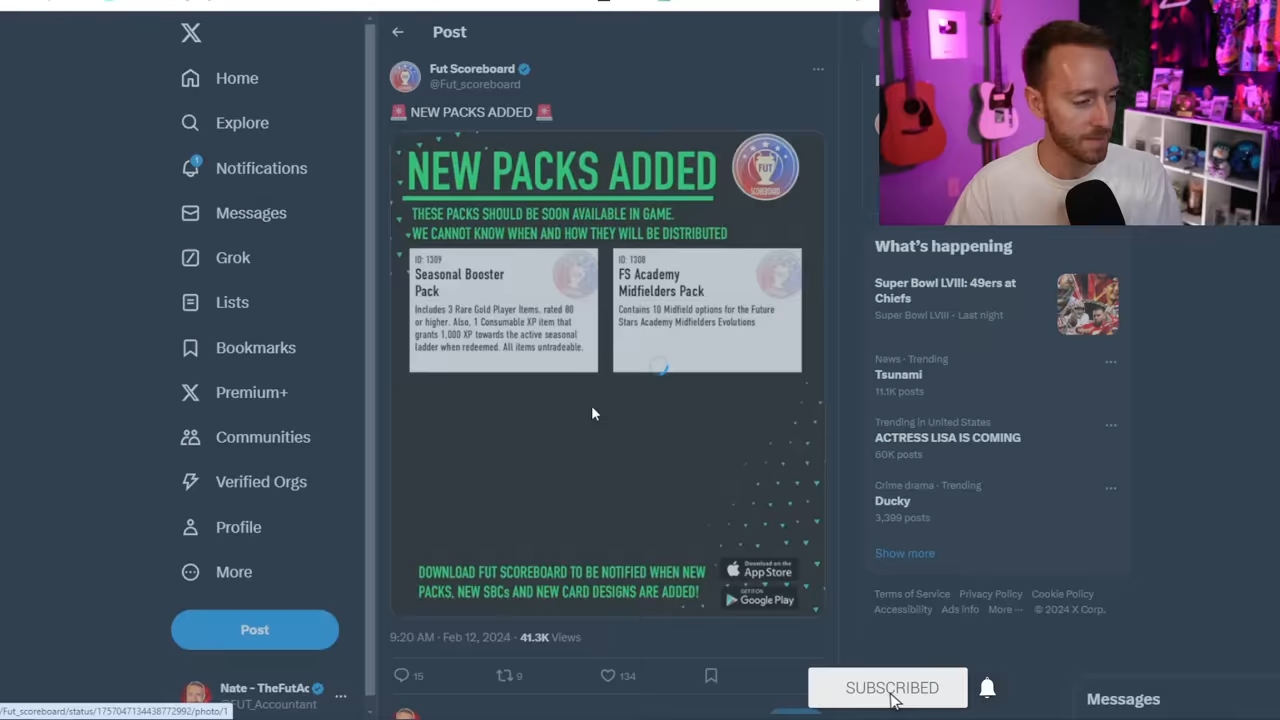 Home
Explore
1
Notifications
Messages
Grok
Lists
Bookmarks
Premium+
Communities
Verified Orgs
Profile
More
Post
Nate - TheFutAc
@FUT_Accountant
/Fut_scoreboard/status/1757047134438772992/photo/1
Post
Fut Scoreboard
@Fut_scoreboard
🚨 NEW PACKS ADDED 🚨
NEW PACKS ADDED
FUT
SCOREBOARD
THESE PACKS SHOULD BE SOON AVAILABLE IN GAME.
WE CANNOT KNOW WHEN AND HOW THEY WILL BE DISTRIBUTED
ID: 1309
Seasonal Booster
Pack
Includes 3 Rare Gold Player Items, rated 80
or higher. Also, 1 Consumable XP item that
grants 1,000 XP towards the active seasonal
ladder when redeemed. All items untradeable.
ID: 1308
FS Academy
Midfielders Pack
Contains 10 Midfield options for the Future
Stars Academy Midfielders Evolutions
DOWNLOAD FUT SCOREBOARD TO BE NOTIFIED WHEN NEW
PACKS, NEW SBCs AND NEW CARD DESIGNS ARE ADDED!
Download on the
App Store
GET IT ON
Google Play
9:20 AM · Feb 12, 2024 · 41.3K Views
15
9
134
What's happening
Super Bowl LVIII: 49ers at
Chiefs
Super Bowl LVIII · Last night
News · Trending
Tsunami
11.1K posts
Trending in United States
ACTRESS LISA IS COMING
60K posts
Crime drama · Trending
Ducky
3,399 posts
Show more
Terms of Service Privacy Policy Cookie Policy
Accessibility Ads info More ··· © 2024 X Corp.
SUBSCRIBED
Messages